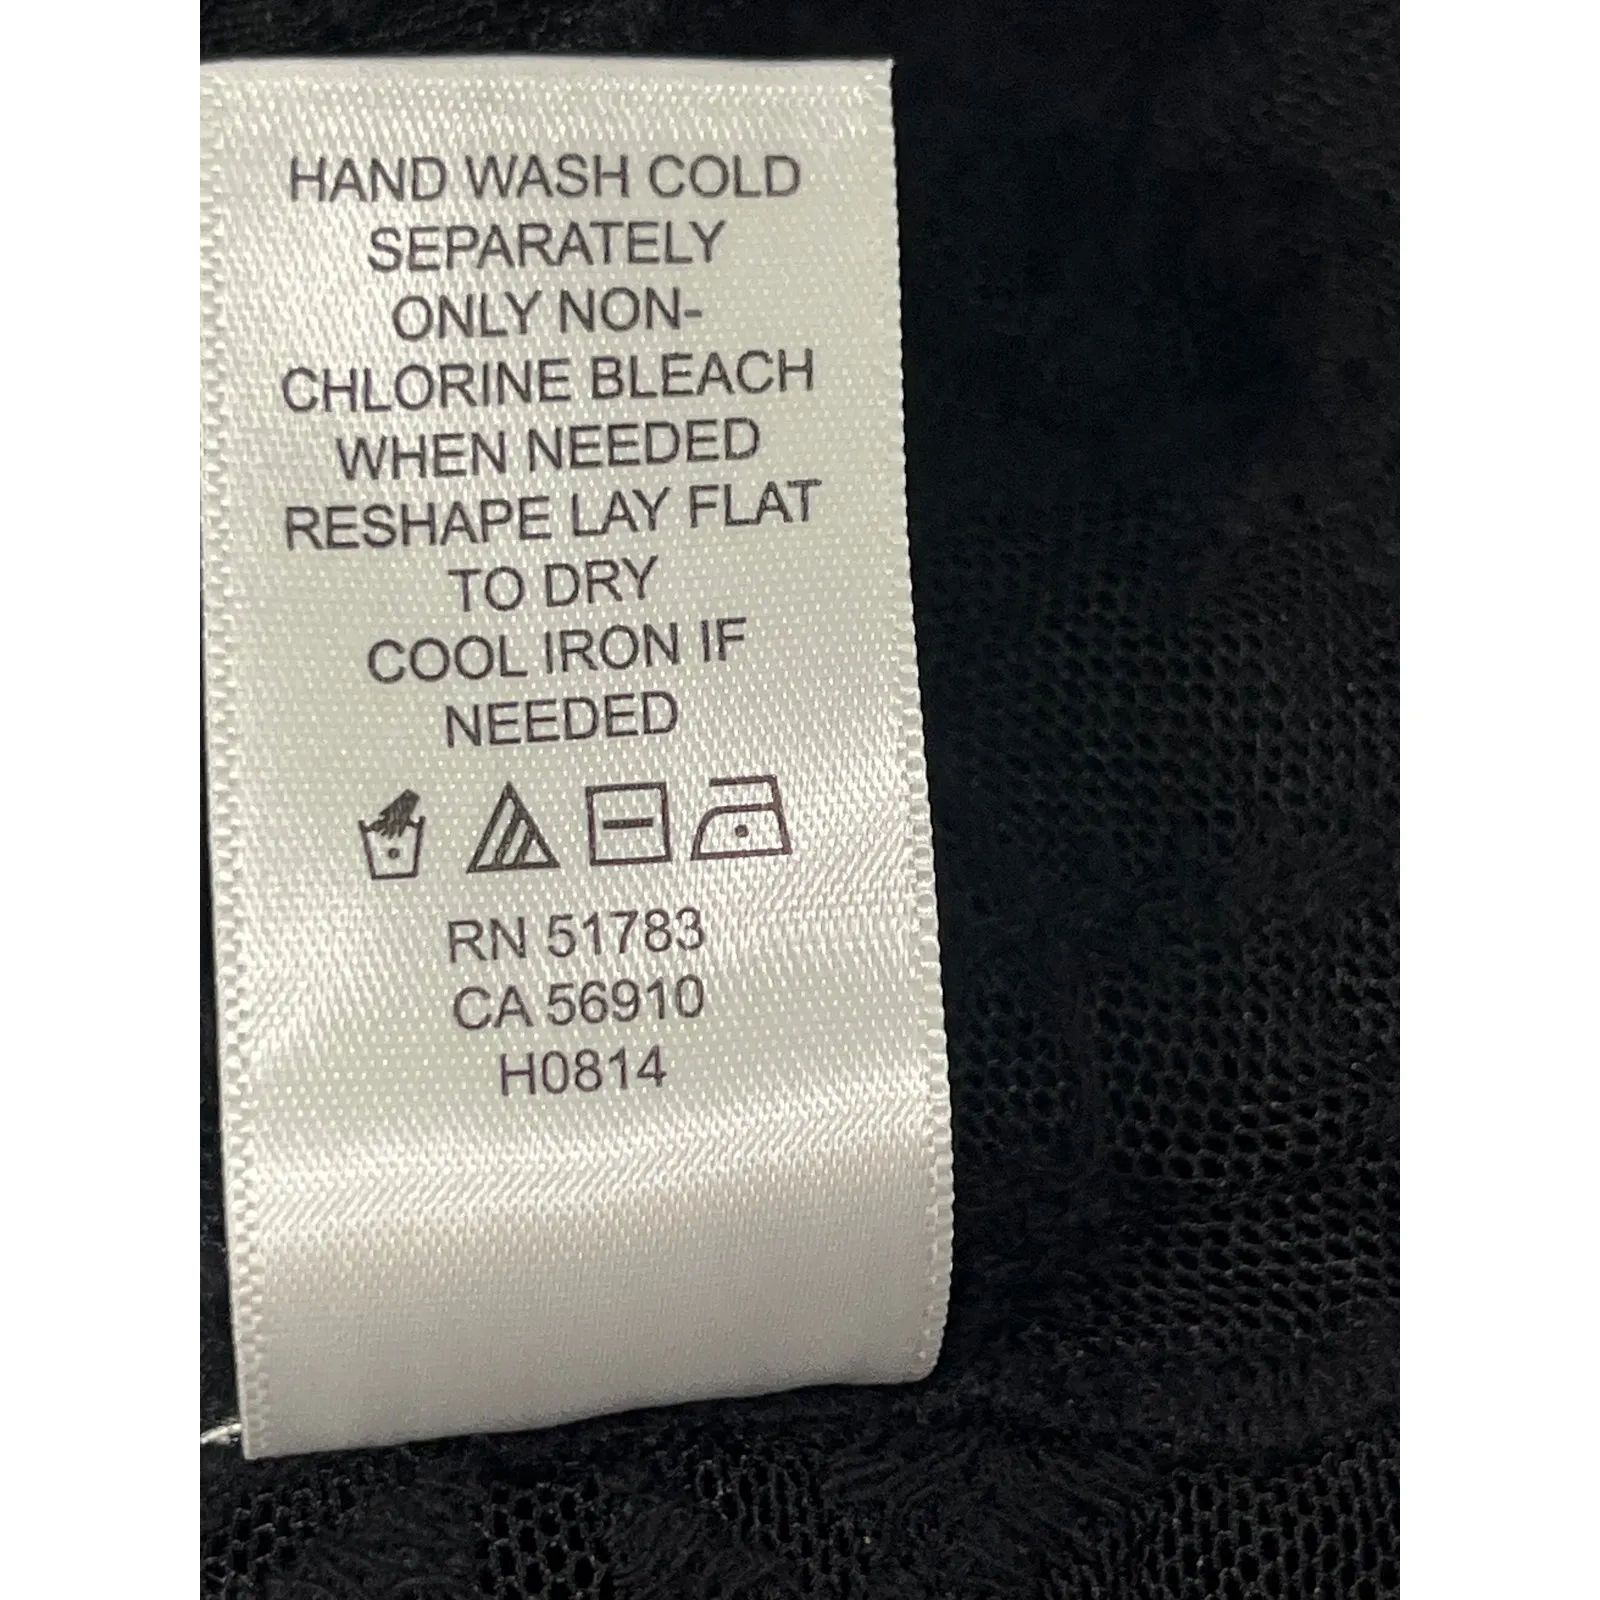 HAND WASH COLD
SEPARATELY
ONLY NON-
CHLORINE BLEACH
WHEN NEEDED
RESHAPE LAY FLAT
TO DRY
COOL IRON IF
NEEDED
RN 51783
CA 56910
H0814